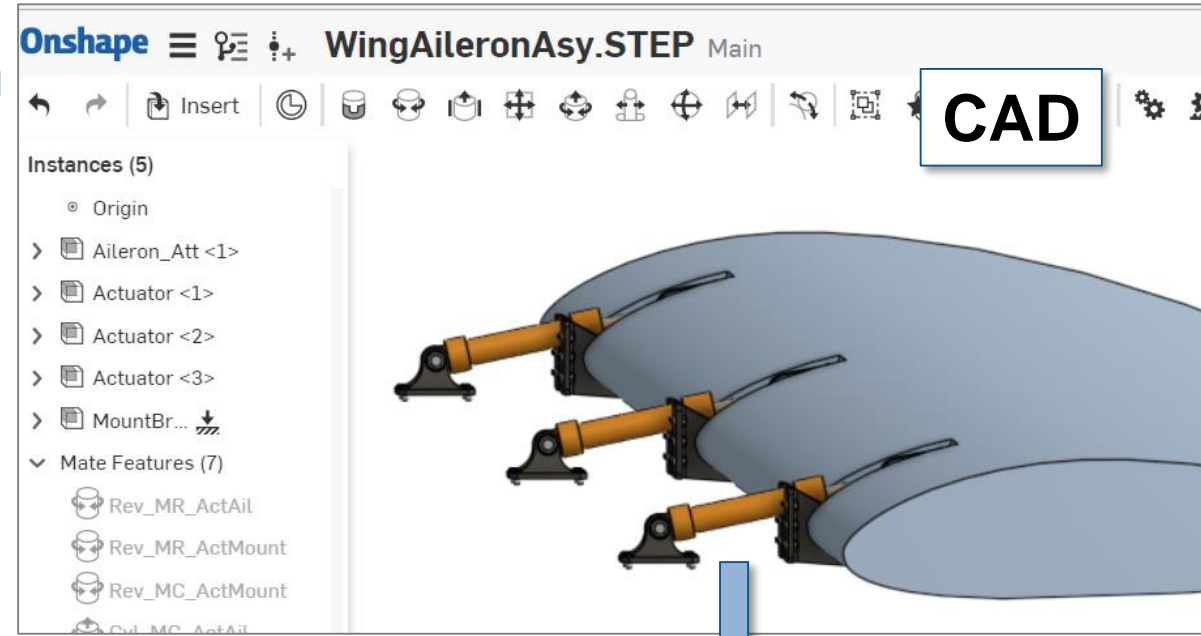 Onshape WingAileronAsy.STEP Main
Insert
CAD
Instances (5)
Origin
Aileron_Att <1>
Actuator <1>
Actuator <2>
Actuator <3>
MountBr...
Mate Features (7)
Rev_MR_ActAil
Rev_MR_ActMount
Rev_MC_ActMount
Cyl_MC_ActAil